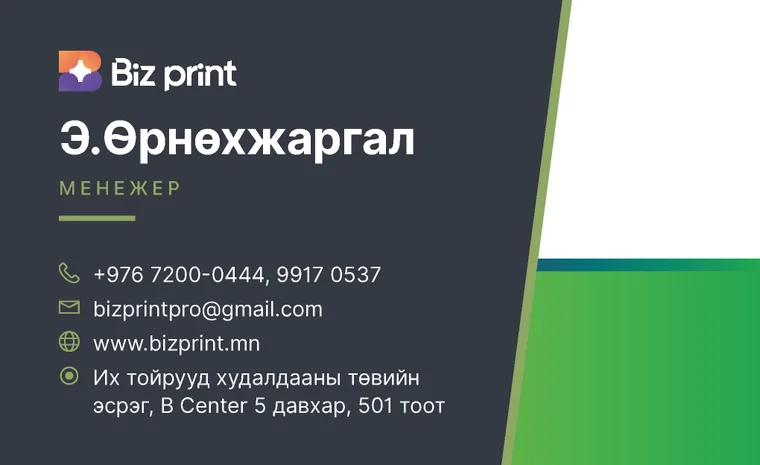 Biz print
Э.Өрнөхжаргал
МЕНЕЖЕР
+976 7200-0444, 9917 0537
bizprintpro@gmail.com
www.bizprint.mn
Их тойрууд худалдааны төвийн
эсрэг, B Center 5 давхар, 501 тоот